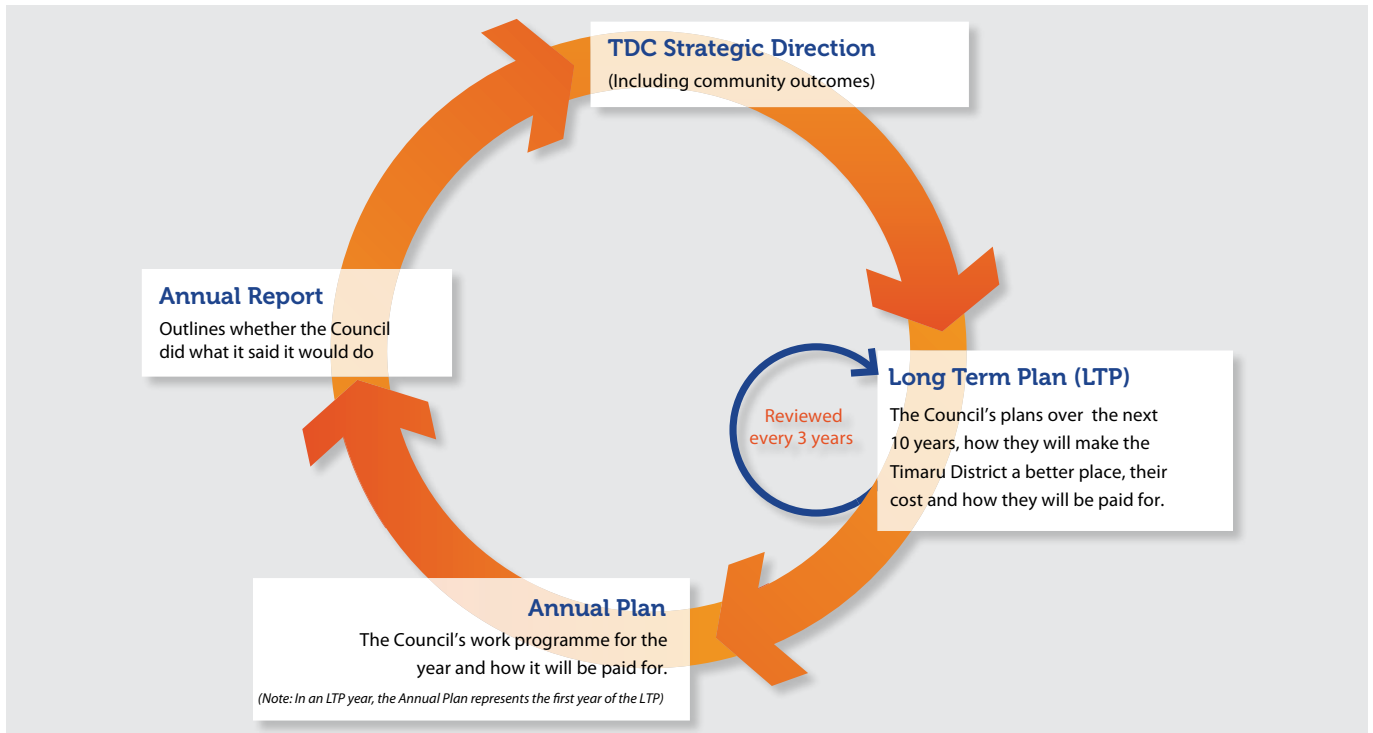 TDC Strategic Direction
(Including community outcomes)
Annual Report
Outlines whether the Council
did what it said it would do
Reviewed
every 3 years
Long Term Plan (LTP)
The Council’s plans over the next
10 years, how they will make the
Timaru District a better place, their
cost and how they will be paid for.
Annual Plan
The Council’s work programme for the
year and how it will be paid for.
(Note: In an LTP year, the Annual Plan represents the first year of the LTP)